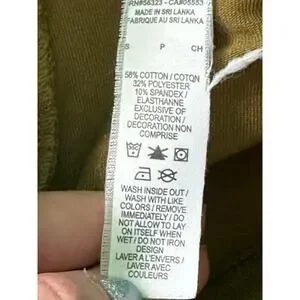 RN#56323 - CA#05553
MADE IN SRI LANKA
FABRIQUE AU SRI LANKA
S P CH
58% COTTON / COTON
32% POLYESTER
10% SPANDEX /
ELASTHANNE
EXCLUSIVE OF
DECORATION /
DECORATION NON
COMPRISE
WASH INSIDE OUT /
WASH WITH LIKE
COLORS / REMOVE
IMMEDIATELY / DO
NOT ALLOW TO LAY
ON ITSELF WHEN
WET / DO NOT IRON
DESIGN
LAVER A L'ENVERS /
LAVER AVEC
COULEURS